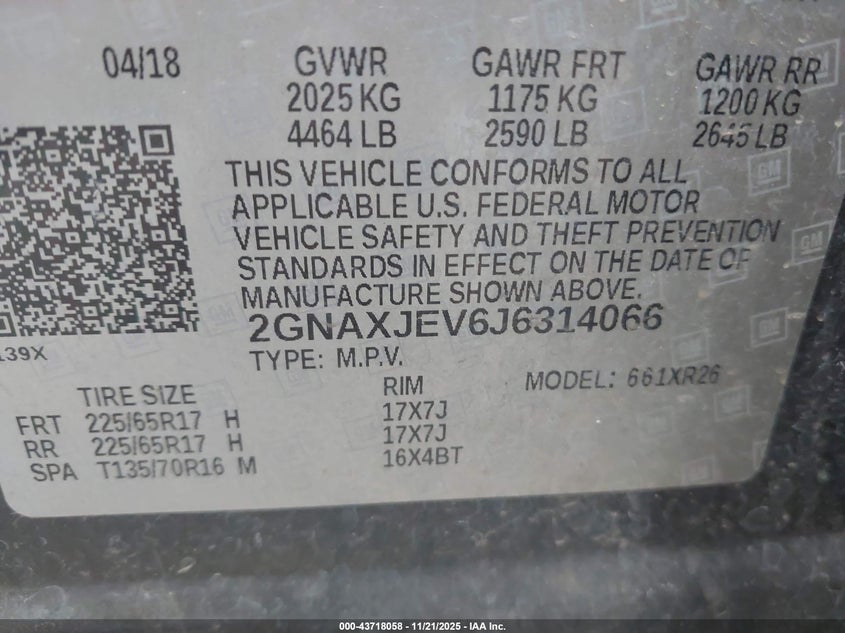 04/18 GVWR GAWR FRT GAWR RR
2025 KG 1175 KG 1200 KG
4464 LB 2590 LB 2645 LB
THIS VEHICLE CONFORMS TO ALL
APPLICABLE U.S. FEDERAL MOTOR
VEHICLE SAFETY AND THEFT PREVENTION
STANDARDS IN EFFECT ON THE DATE OF
MANUFACTURE SHOWN ABOVE.
2GNAXJEV6J6314066
139X
TYPE: M.P.V.
TIRE SIZE RIM MODEL: 661XR26
FRT 225/65R17 H 17X7J
RR 225/65R17 H 17X7J
SPA T135/70R16 M 16X4BT
000-43718058 - 11/21/2025 - IAA Inc.